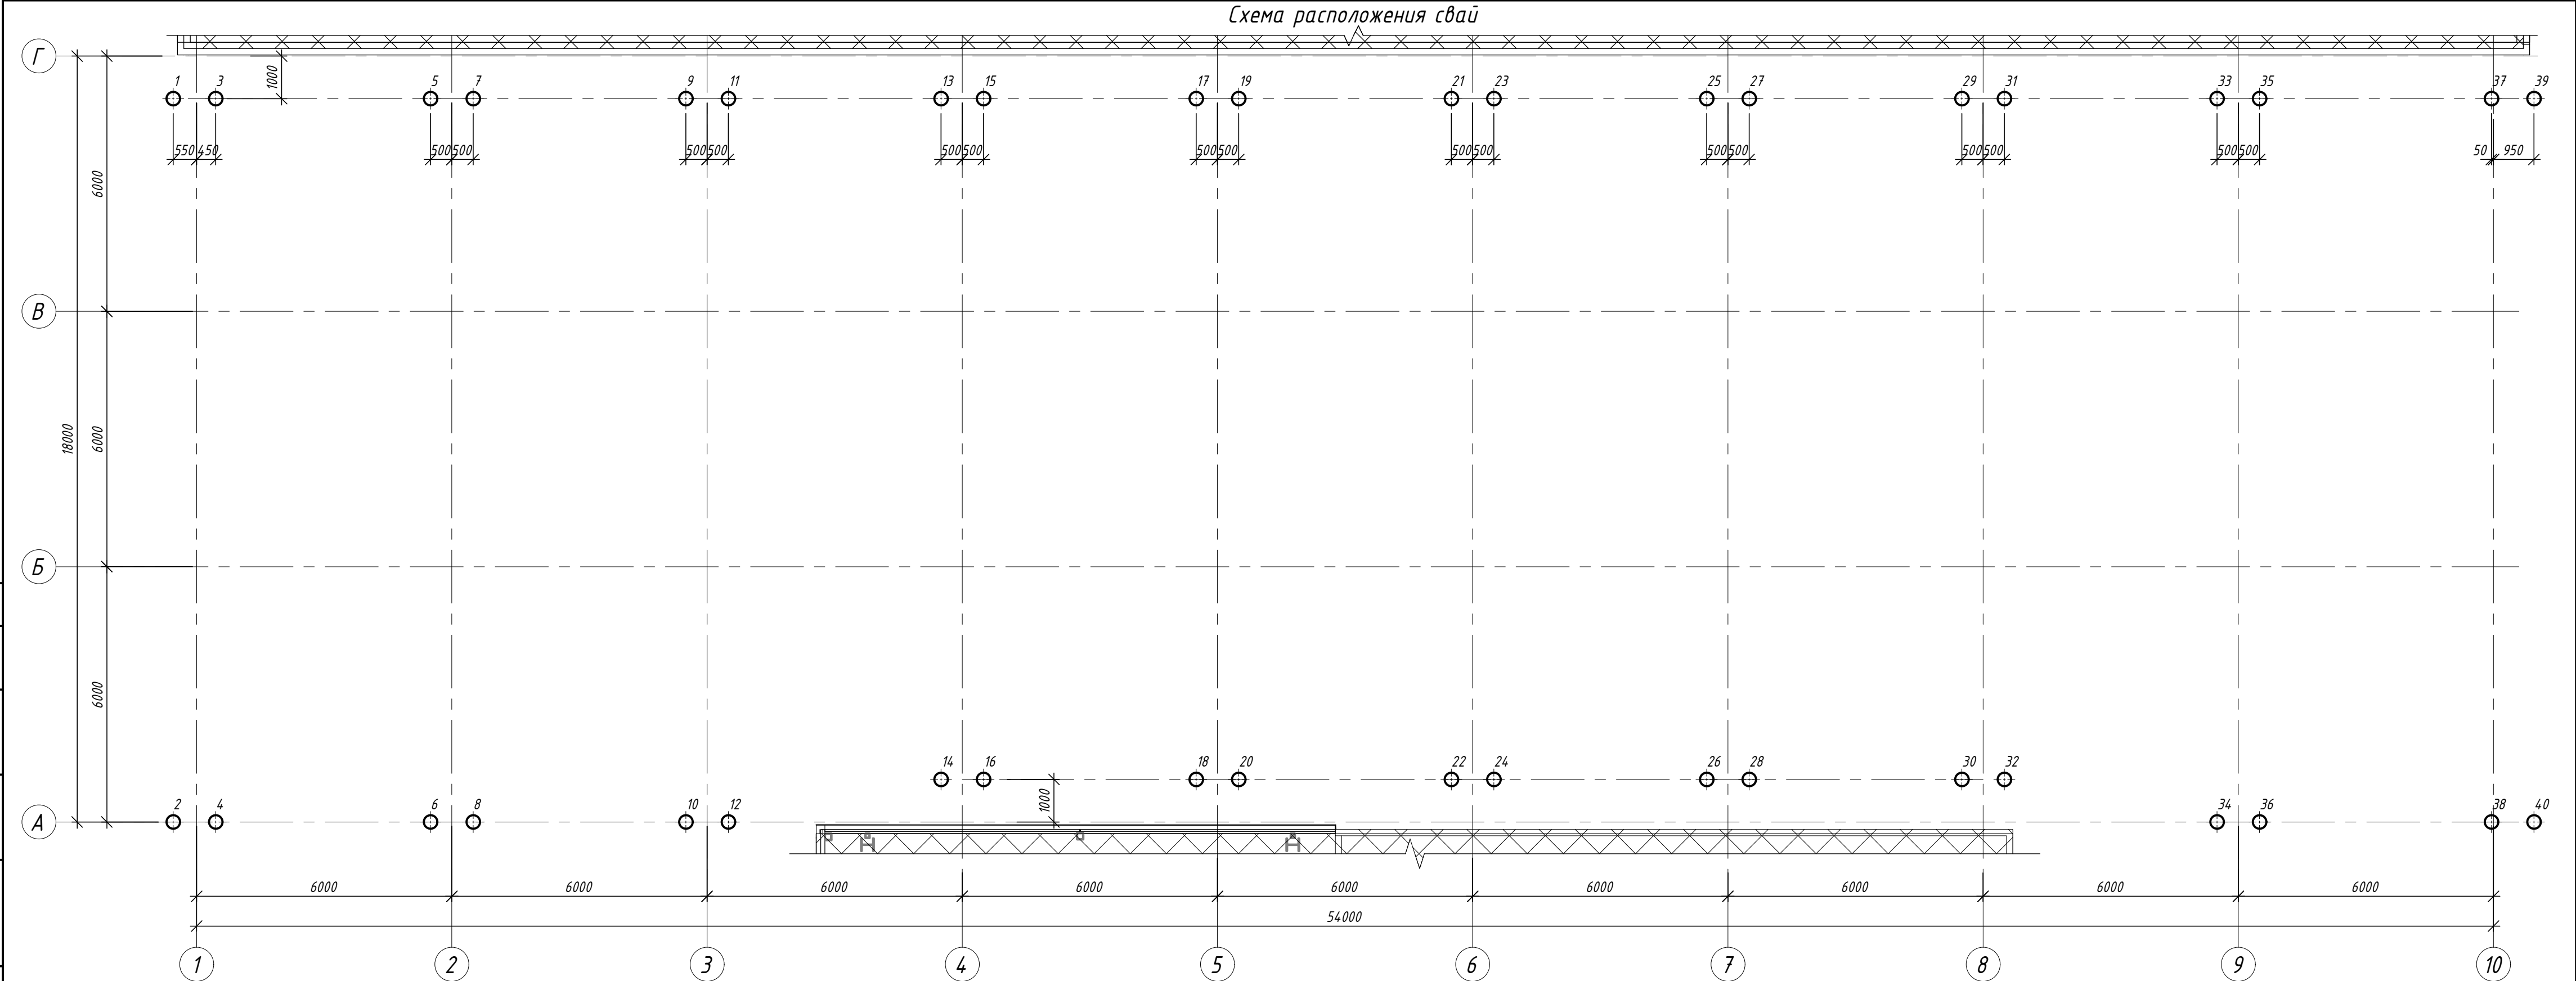 Схема расположения свай
Г
1000
1 3 5 7 9 11 13 15 17 19 21 23 25 27 29 31 33 35 37 39
550 450 500 500 500 500 500 500 500 500 500 500 500 500 500 500 500 500 50 950
6000
В
18000
6000
Б
6000
14 16 18 20 22 24 26 28 30 32
1000
2 4 6 8 10 12 34 36 38 40
А
6000 6000 6000 6000 6000 6000 6000 6000 6000
54000
1 2 3 4 5 6 7 8 9 10